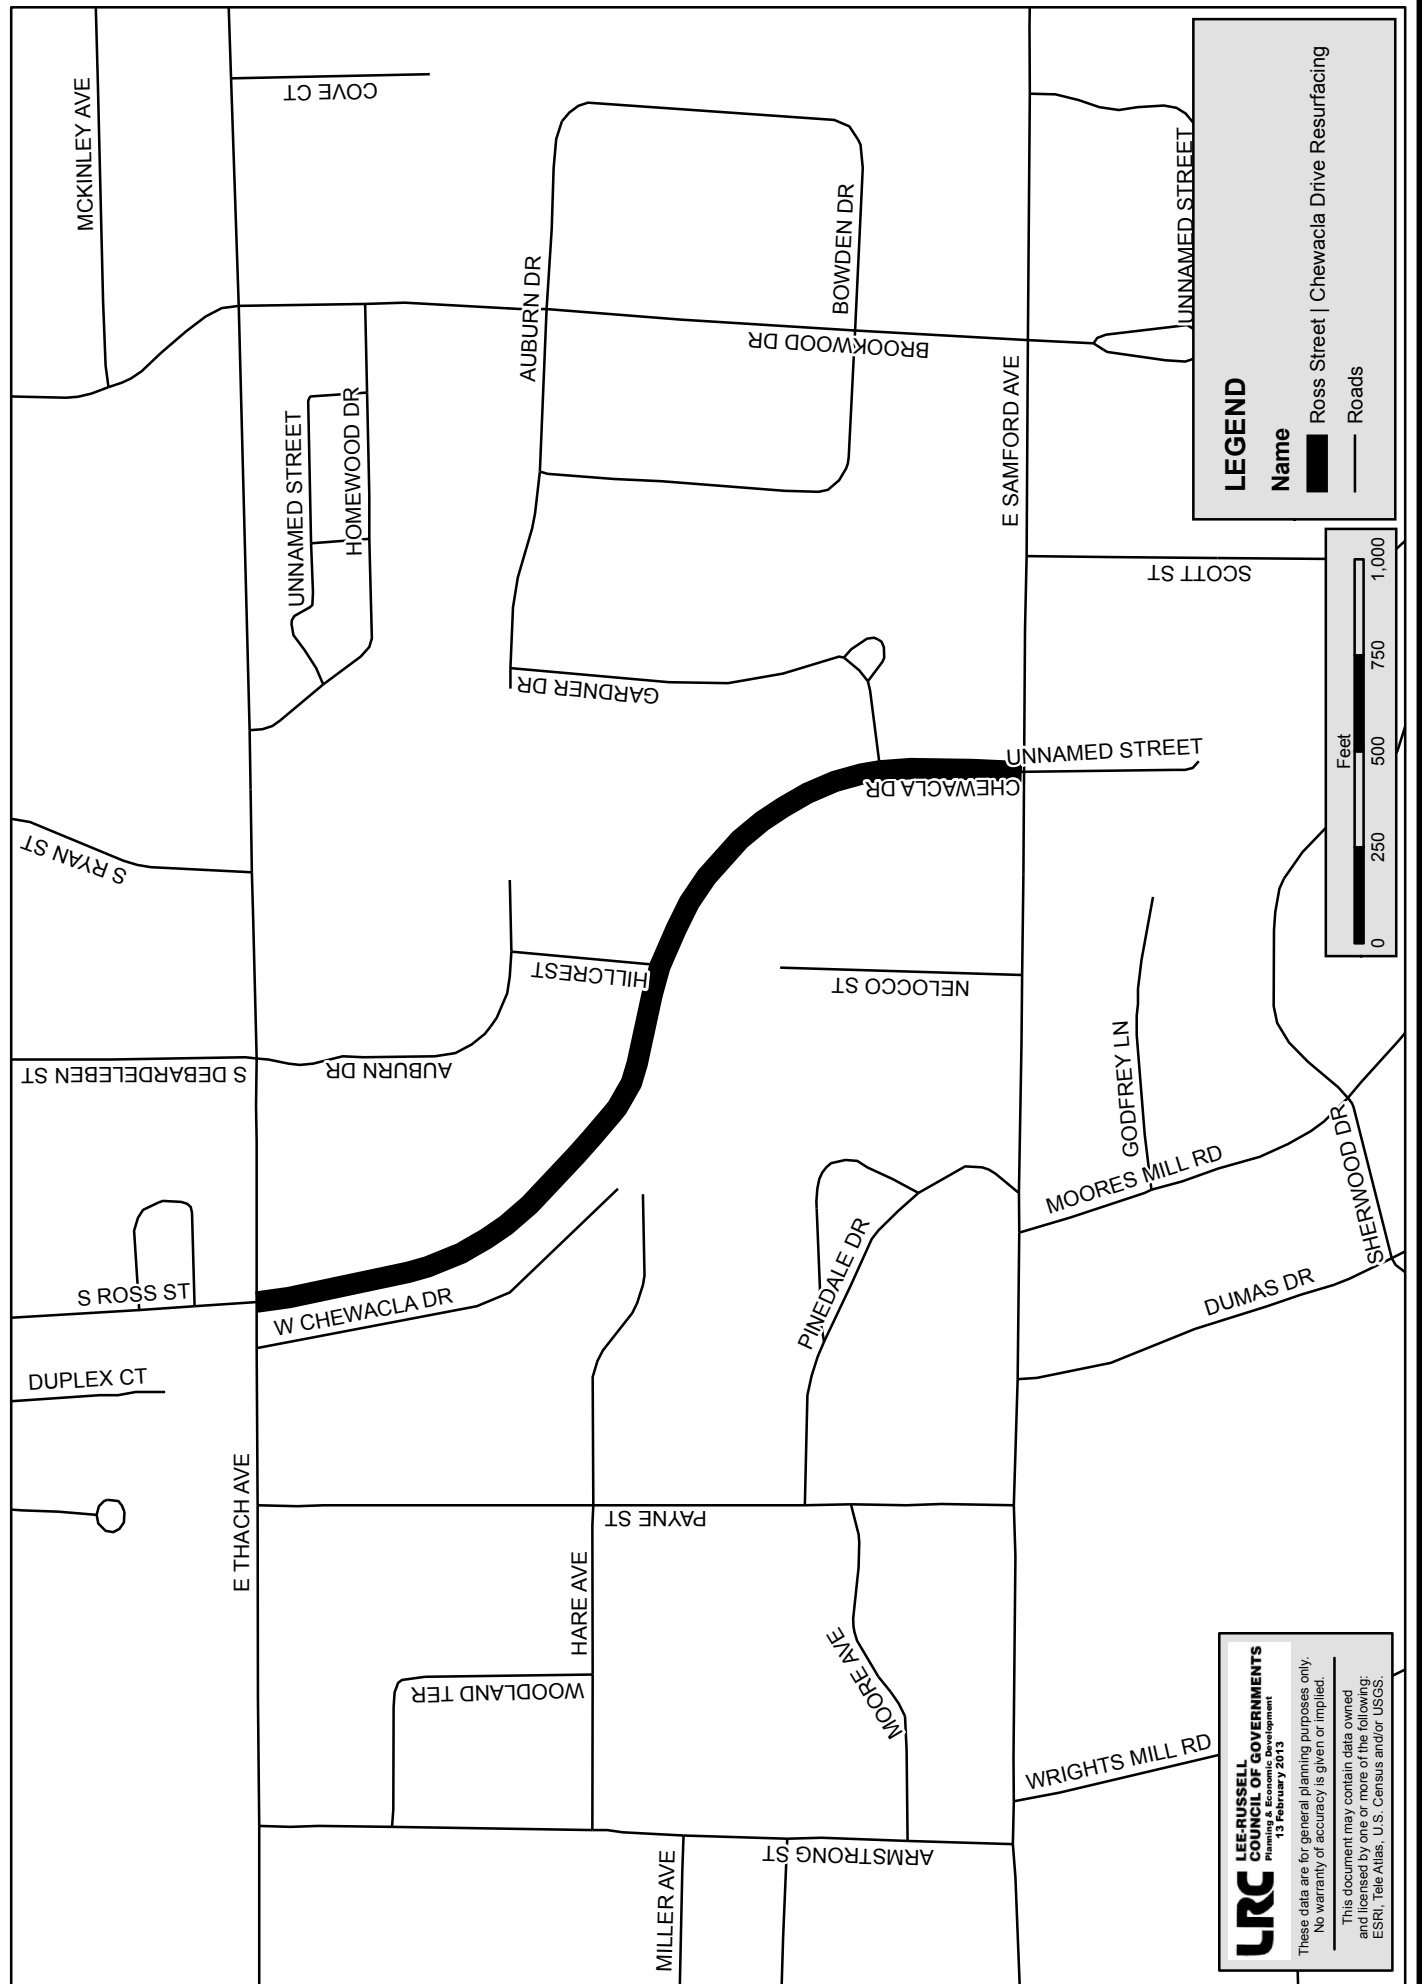 MCKINLEY AVE
COVE CT
AUBURN DR
BOWDEN DR
BROOKWOOD DR
UNNAMED STREET
HOMEWOOD DR
UNNAMED STREET
E SAMFORD AVE
SCOTT ST
GARDNER DR
UNNAMED STREET
CHEWACLA DR
S RYAN ST
HILLCREST
NELOCCO ST
S DEBARDELEBEN ST
AUBURN DR
GODFREY LN
MOORES MILL RD
SHERWOOD DR
DUMAS DR
S ROSS ST
W CHEWACLA DR
PINEDALE DR
DUPLEX CT
E THACH AVE
PAYNE ST
HARE AVE
WOODLAND TER
MOORE AVE
WRIGHTS MILL RD
ARMSTRONG ST
MILLER AVE
LEGEND
Name
Ross Street | Chewacla Drive Resurfacing
Roads
Feet
0 250 500 750 1,000
LRC LEE-RUSSELL
COUNCIL OF GOVERNMENTS
Planning & Economic Development
13 February 2013
These data are for general planning purposes only.
No warranty of accuracy is given or implied.
This document may contain data owned
and licensed by one or more of the following:
ESRI, Tele Atlas, U.S. Census and/or USGS.